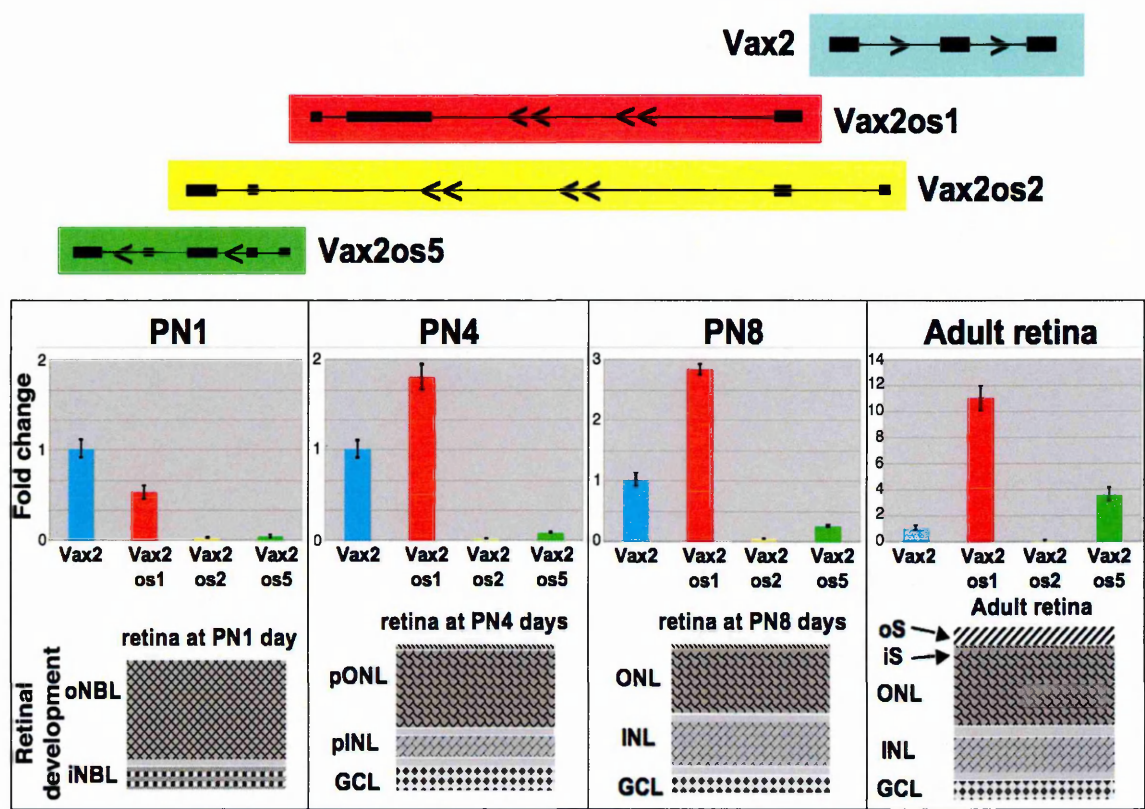 Vax2
Vax2os1
Vax2os2
Vax2os5
PN1
PN4
PN8
Adult retina
Fold change
2
1
0
Vax2
Vax2 os1
Vax2 os2
Vax2 os5
2
1
0
Vax2
Vax2 os1
Vax2 os2
Vax2 os5
3
2
1
0
Vax2
Vax2 os1
Vax2 os2
Vax2 os5
14
12
10
8
6
4
2
0
Vax2
Vax2 os1
Vax2 os2
Vax2 os5
Retinal development
retina at PN1 day
oNBL
iNBL
retina at PN4 days
pONL
pINL
GCL
retina at PN8 days
ONL
INL
GCL
Adult retina
oS
iS
ONL
INL
GCL